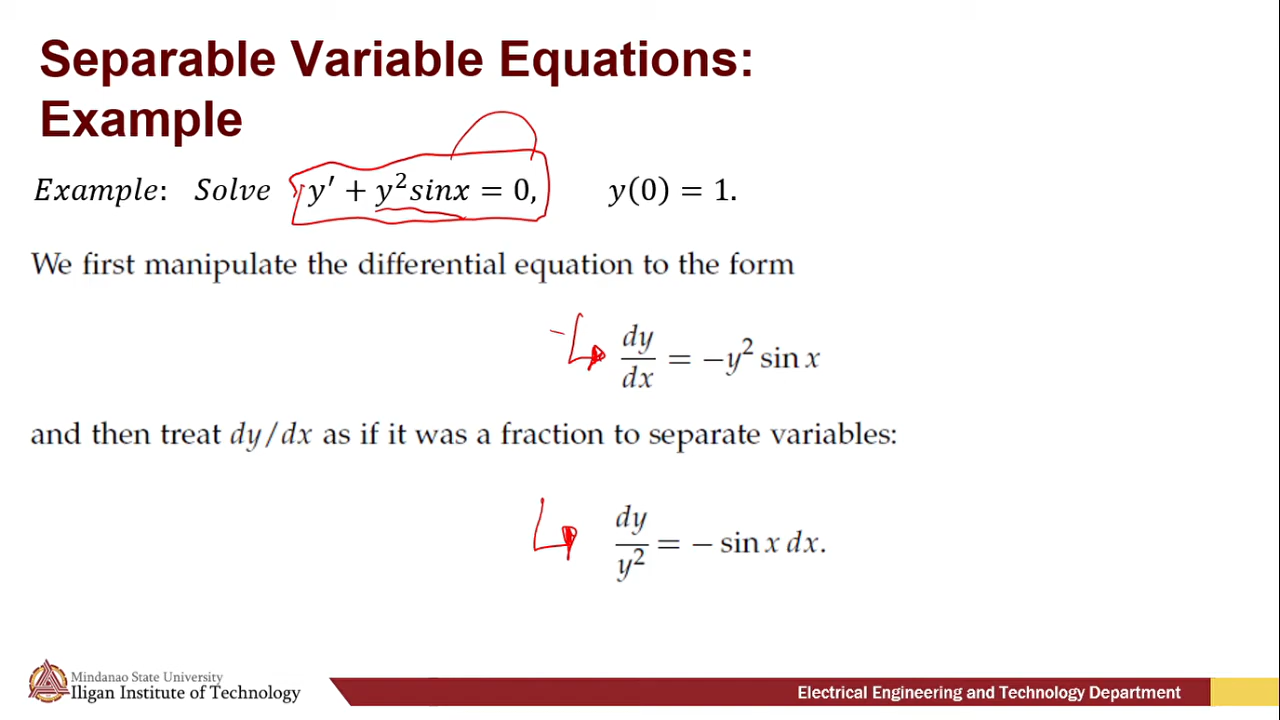 Separable Variable Equations:
Example
Example: Solve y′ + y²sinx = 0, y(0) = 1.
We first manipulate the differential equation to the form
dy/dx = −y² sin x
and then treat dy/dx as if it was a fraction to separate variables:
dy/y² = − sin x dx.
Mindanao State University
Iligan Institute of Technology
Electrical Engineering and Technology Department